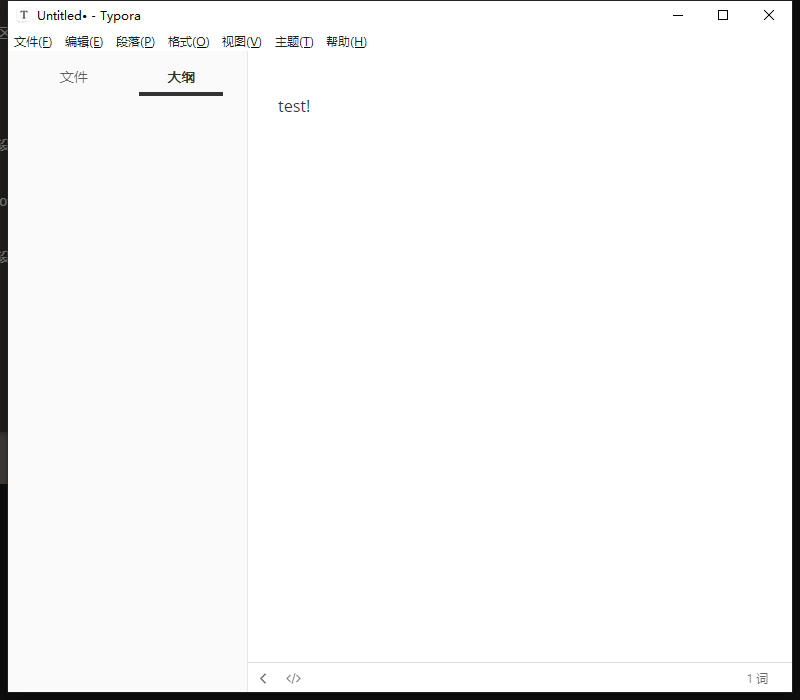 T Untitled• - Typora
文件(F) 编辑(E) 段落(P) 格式(O) 视图(V) 主题(T) 帮助(H)
文件 大纲
test!
</> 1 词